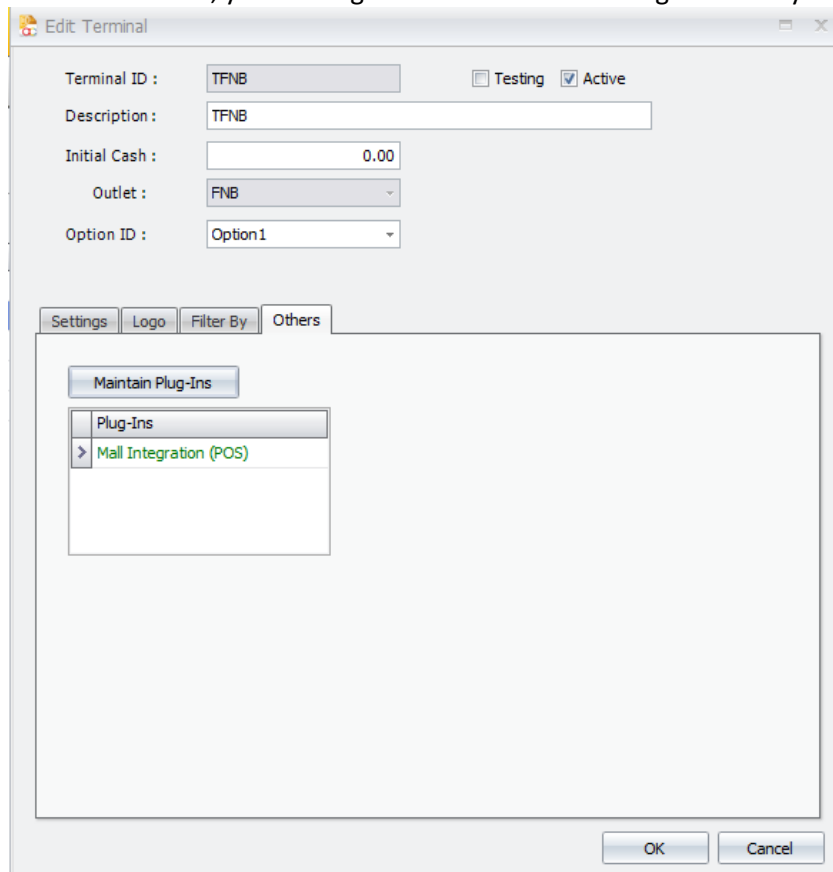 Edit Terminal
Terminal ID : TFNB Testing Active
Description : TFNB
Initial Cash : 0.00
Outlet : FNB
Option ID : Option1
Settings Logo Filter By Others
Maintain Plug-Ins
Plug-Ins
Mall Integration (POS)
OK Cancel